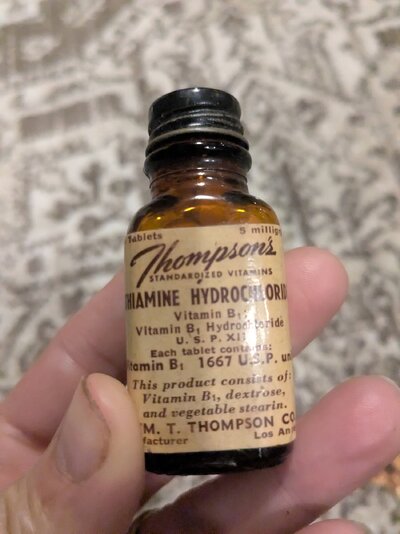 Tablets 5 millig
Thompson's
STANDARDIZED VITAMINS
THIAMINE HYDROCHLORID
Vitamin B1
Vitamin B1 Hydrochloride
U. S. P. XI
Each tablet contains:
tamin B1 1667 U.S.P. un
This product consists of:
Vitamin B1, dextrose,
and vegetable stearin.
M. T. THOMPSON CO
facturer Los An